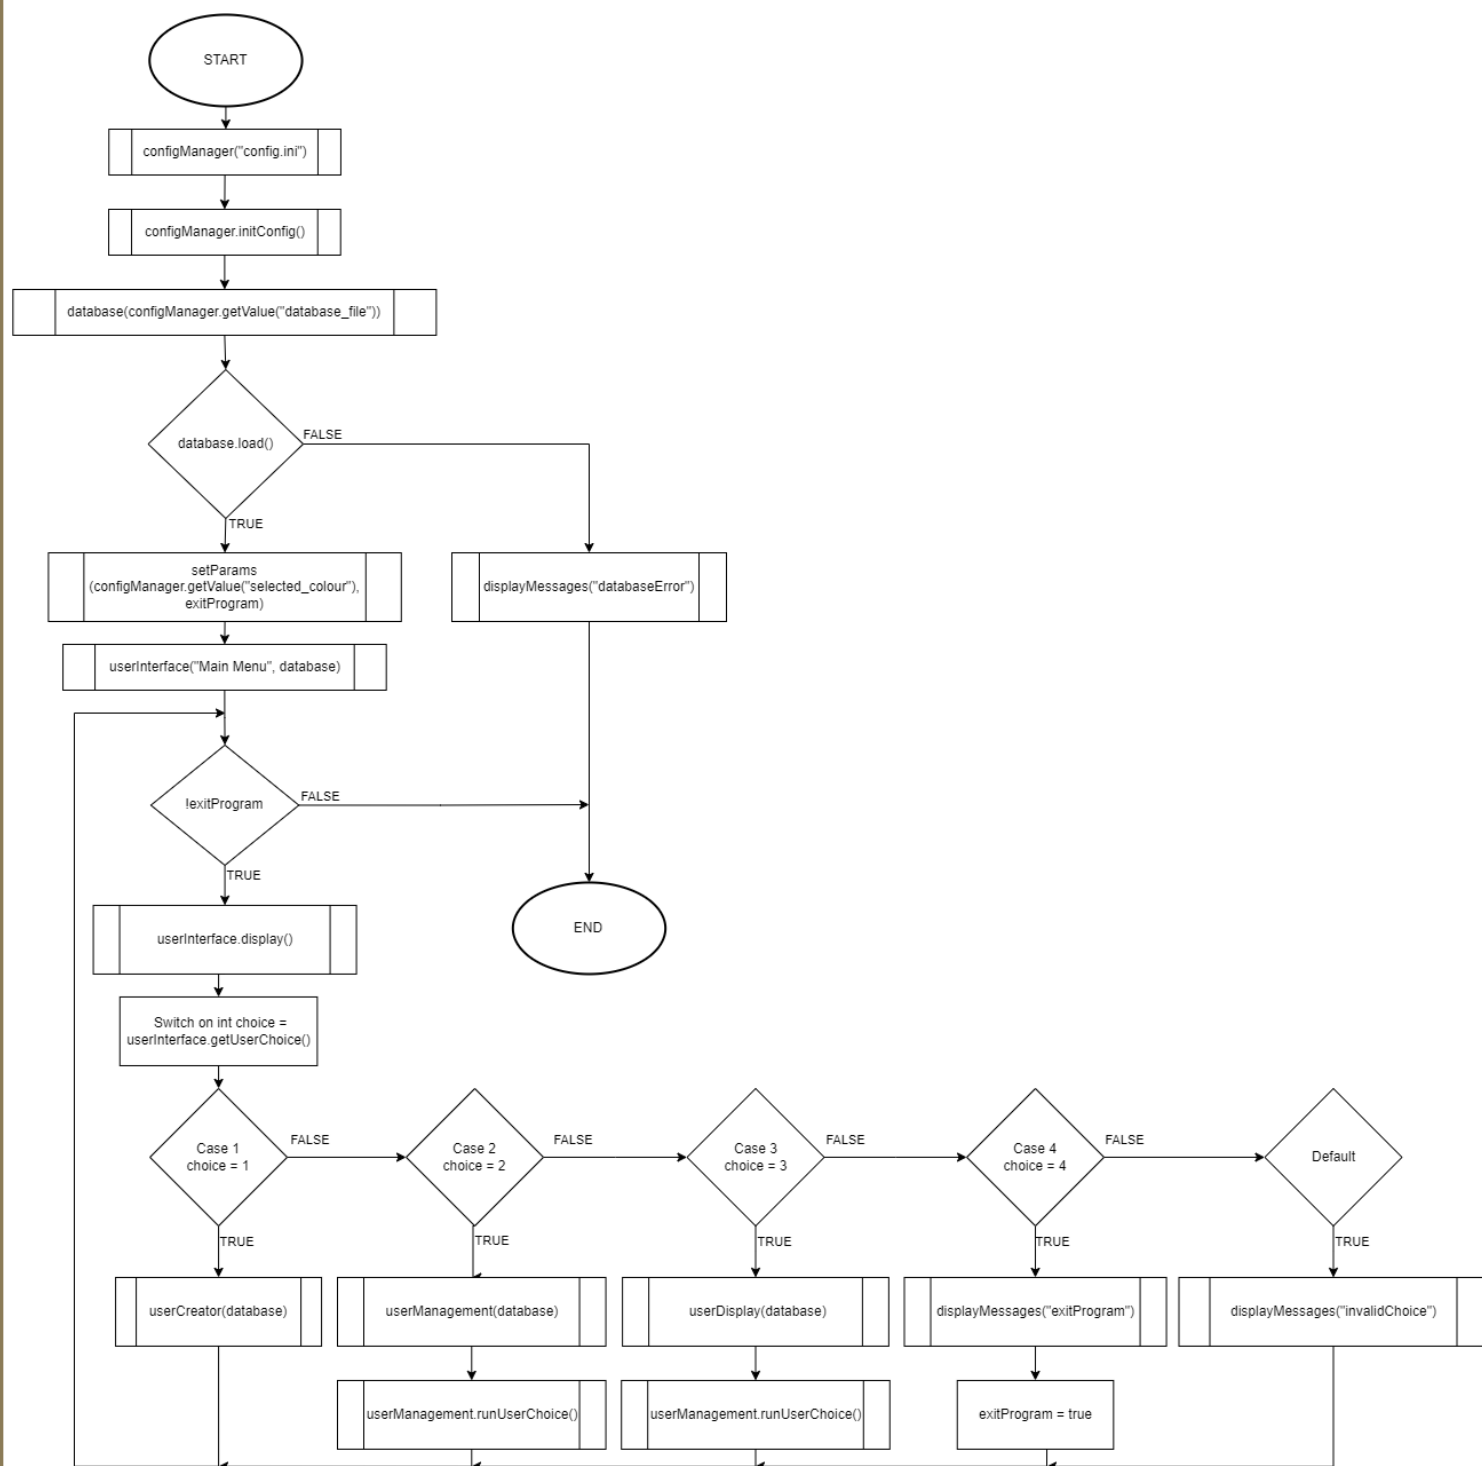 START
configManager("config.ini")
configManager.initConfig()
database(configManager.getValue("database_file"))
database.load()
FALSE
TRUE
setParams
(configManager.getValue("selected_colour"),
exitProgram)
displayMessages("databaseError")
userInterface("Main Menu", database)
!exitProgram
FALSE
TRUE
userInterface.display()
END
Switch on int choice =
userInterface.getUserChoice()
Case 1
choice = 1
FALSE
Case 2
choice = 2
FALSE
Case 3
choice = 3
FALSE
Case 4
choice = 4
FALSE
Default
TRUE
TRUE
TRUE
TRUE
TRUE
userCreator(database)
userManagement(database)
userDisplay(database)
displayMessages("exitProgram")
displayMessages("invalidChoice")
userManagement.runUserChoice()
userManagement.runUserChoice()
exitProgram = true